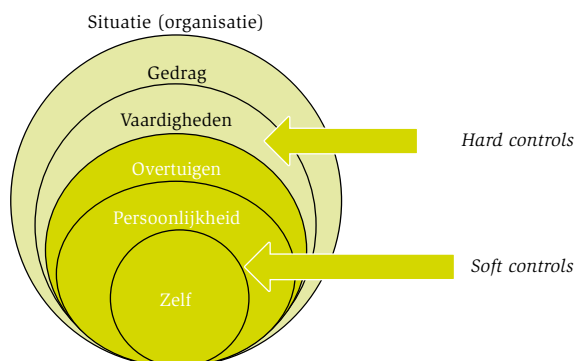 Situatie (organisatie)
Gedrag
Vaardigheden
Hard controls
Overtuigen
Persoonlijkheid
Soft controls
Zelf